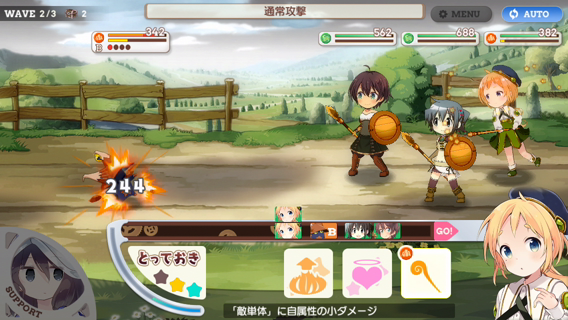 WAVE 2/3 2
通常攻撃
MENU
AUTO
342
B
562
688
382
244
B
GO!
とっておき
SUPPORT
「敵単体」に自属性の小ダメージ